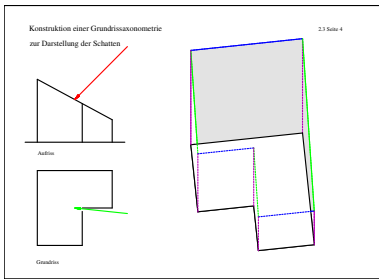 Konstruktion einer Grundrissaxonometrie
zur Darstellung der Schatten
2.3 Seite 4
Aufriss
Grundriss